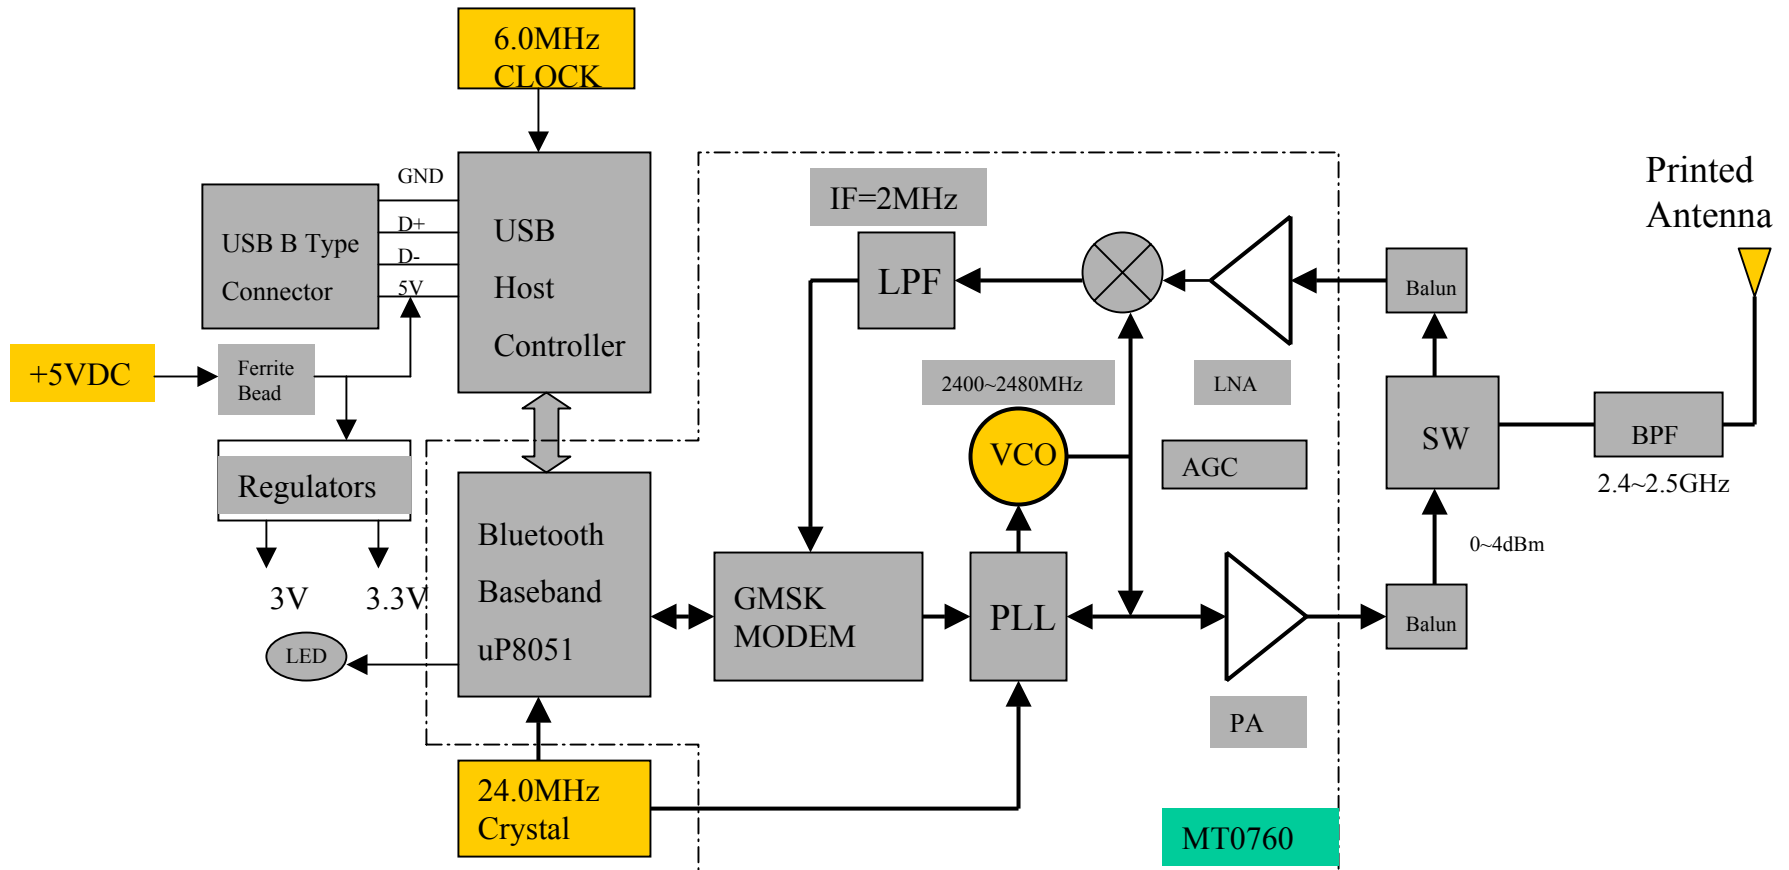 6.0MHz
CLOCK
Printed
Antenna
GND
D+
D-
5V
USB B Type
Connector
USB
Host
Controller
IF=2MHz
LPF
Balun
+5VDC
Ferrite
Bead
2400~2480MHz
LNA
VCO
AGC
SW
BPF
2.4~2.5GHz
Regulators
3V
3.3V
LED
Bluetooth
Baseband
uP8051
GMSK
MODEM
PLL
0~4dBm
Balun
PA
24.0MHz
Crystal
MT0760